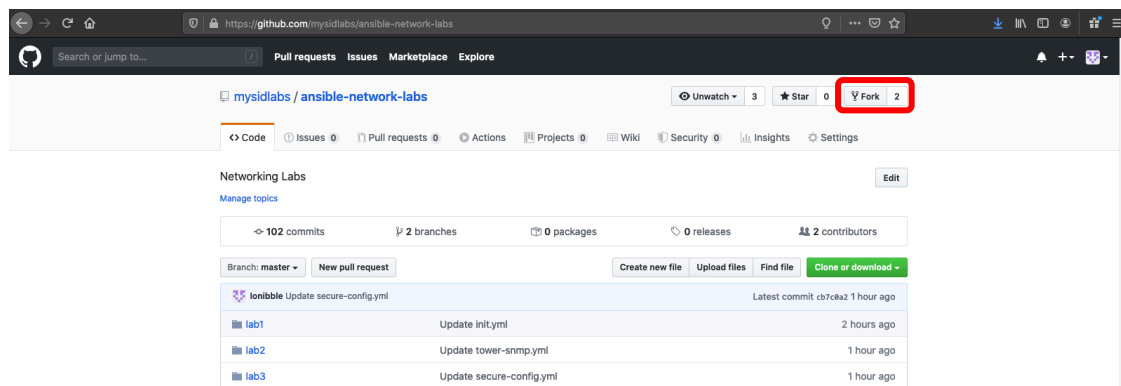 https://github.com/mysidlabs/ansible-network-labs
Search or jump to... / Pull requests Issues Marketplace Explore
mysidlabs / ansible-network-labs Unwatch 3 Star 0 Fork 2
Code Issues 0 Pull requests 0 Actions Projects 0 Wiki Security 0 Insights Settings
Networking Labs Edit
Manage topics
102 commits 2 branches 0 packages 0 releases 2 contributors
Branch: master New pull request Create new file Upload files Find file Clone or download
lonibble Update secure-config.yml Latest commit cb7c0a2 1 hour ago
lab1 Update init.yml 2 hours ago
lab2 Update tower-snmp.yml 1 hour ago
lab3 Update secure-config.yml 1 hour ago